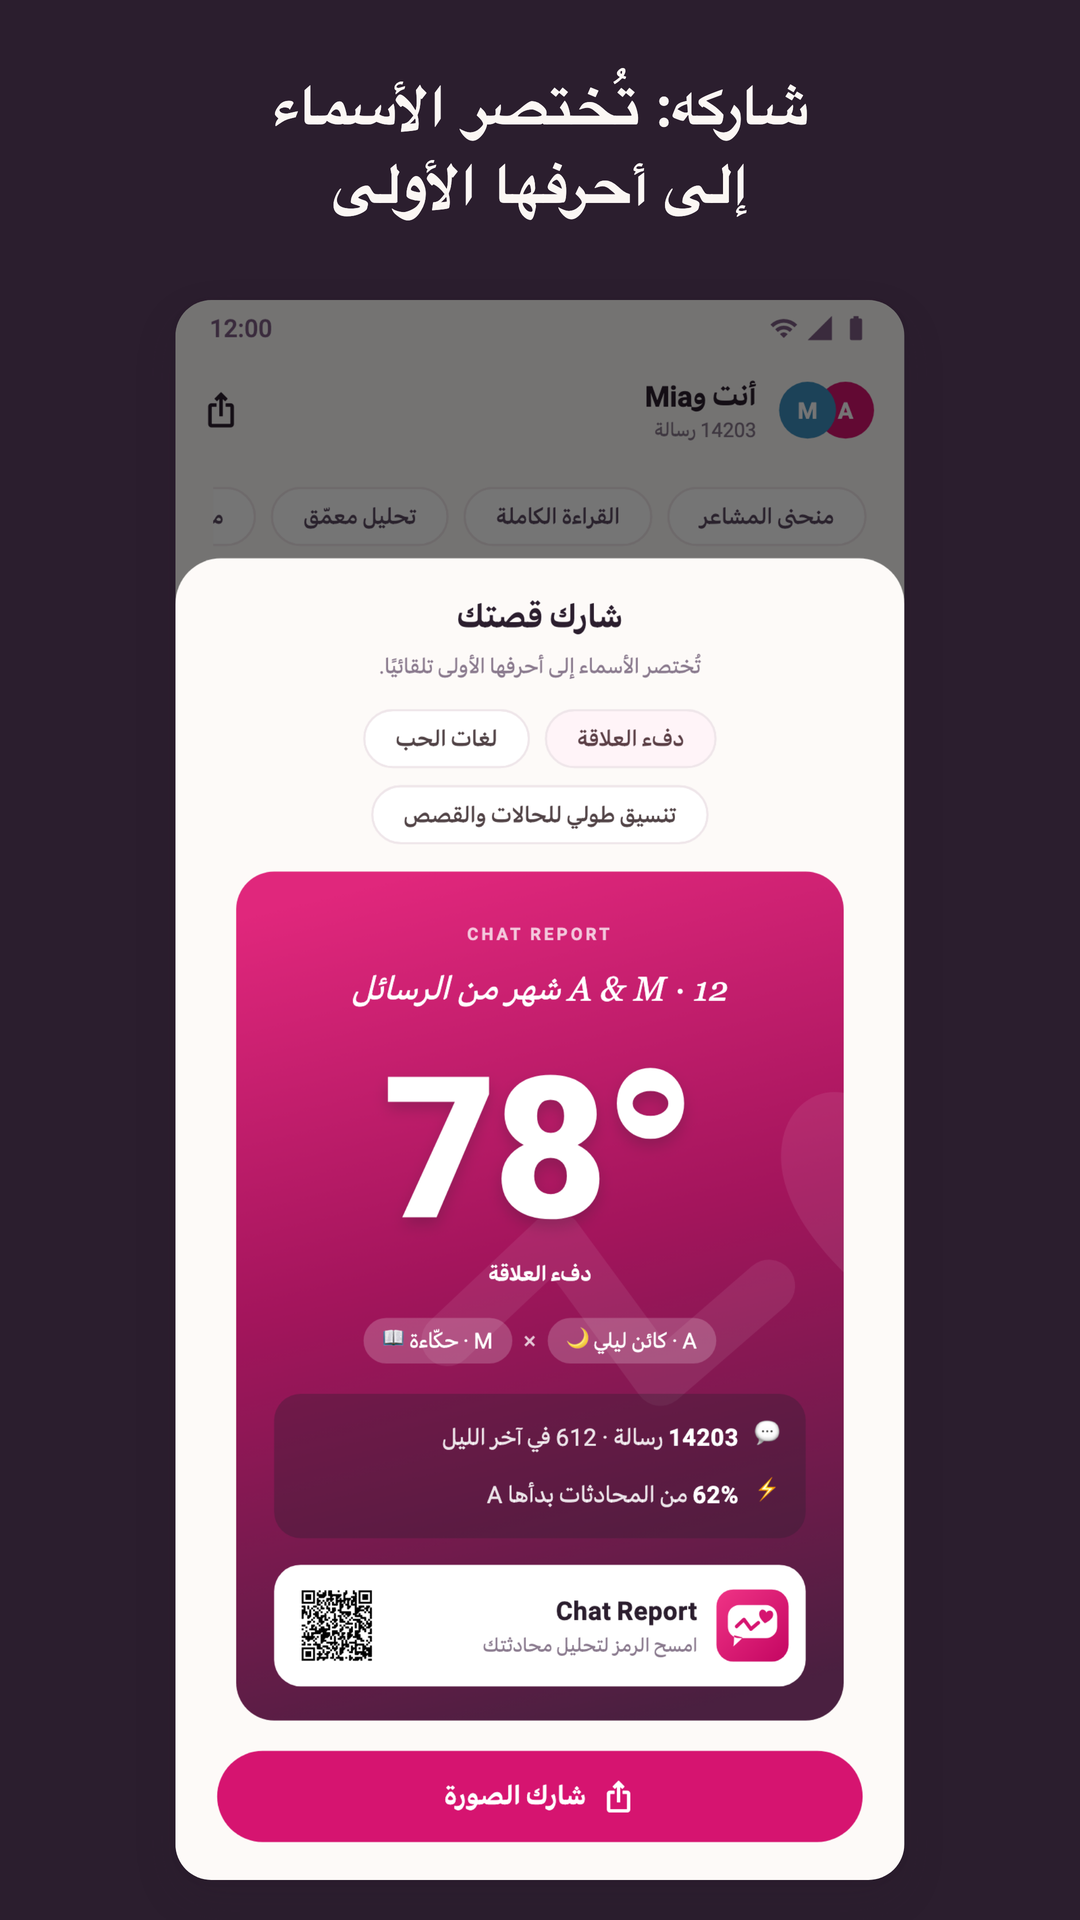 شاركه: تُختصر الأسماء
إلى أحرفها الأولى
12:00
أنت وMia
14203 رسالة
M A
منحنى المشاعر
القراءة الكاملة
تحليل معمّق
م
شارك قصتك
تُختصر الأسماء إلى أحرفها الأولى تلقائيًا.
دفء العلاقة
لغات الحب
تنسيق طولي للحالات والقصص
CHAT REPORT
A & M · 12 شهر من الرسائل
78°
دفء العلاقة
A · كائن ليلي 🌙 × M · حكّاءة 📖
💬 14203 رسالة · 612 في آخر الليل
⚡ 62% من المحادثات بدأها A
Chat Report
امسح الرمز لتحليل محادثتك
شارك الصورة